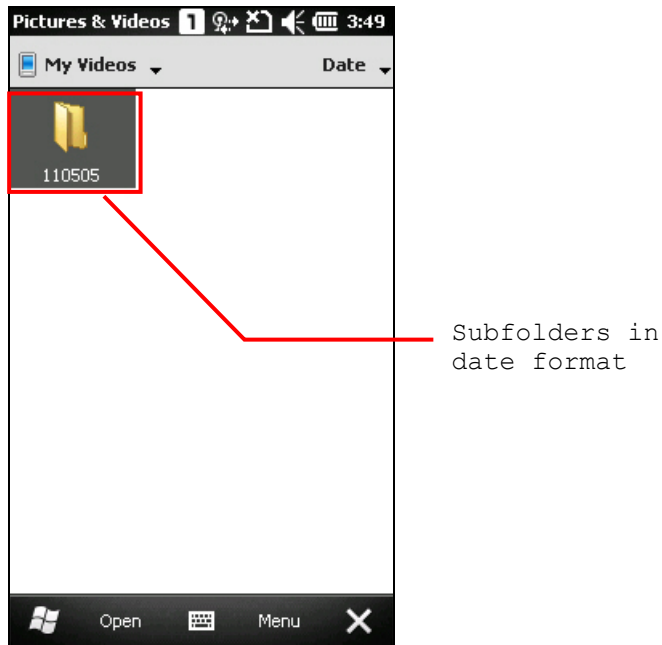 Pictures & Videos 1 3:49
My Videos Date
110505
Subfolders in
date format
Open Menu